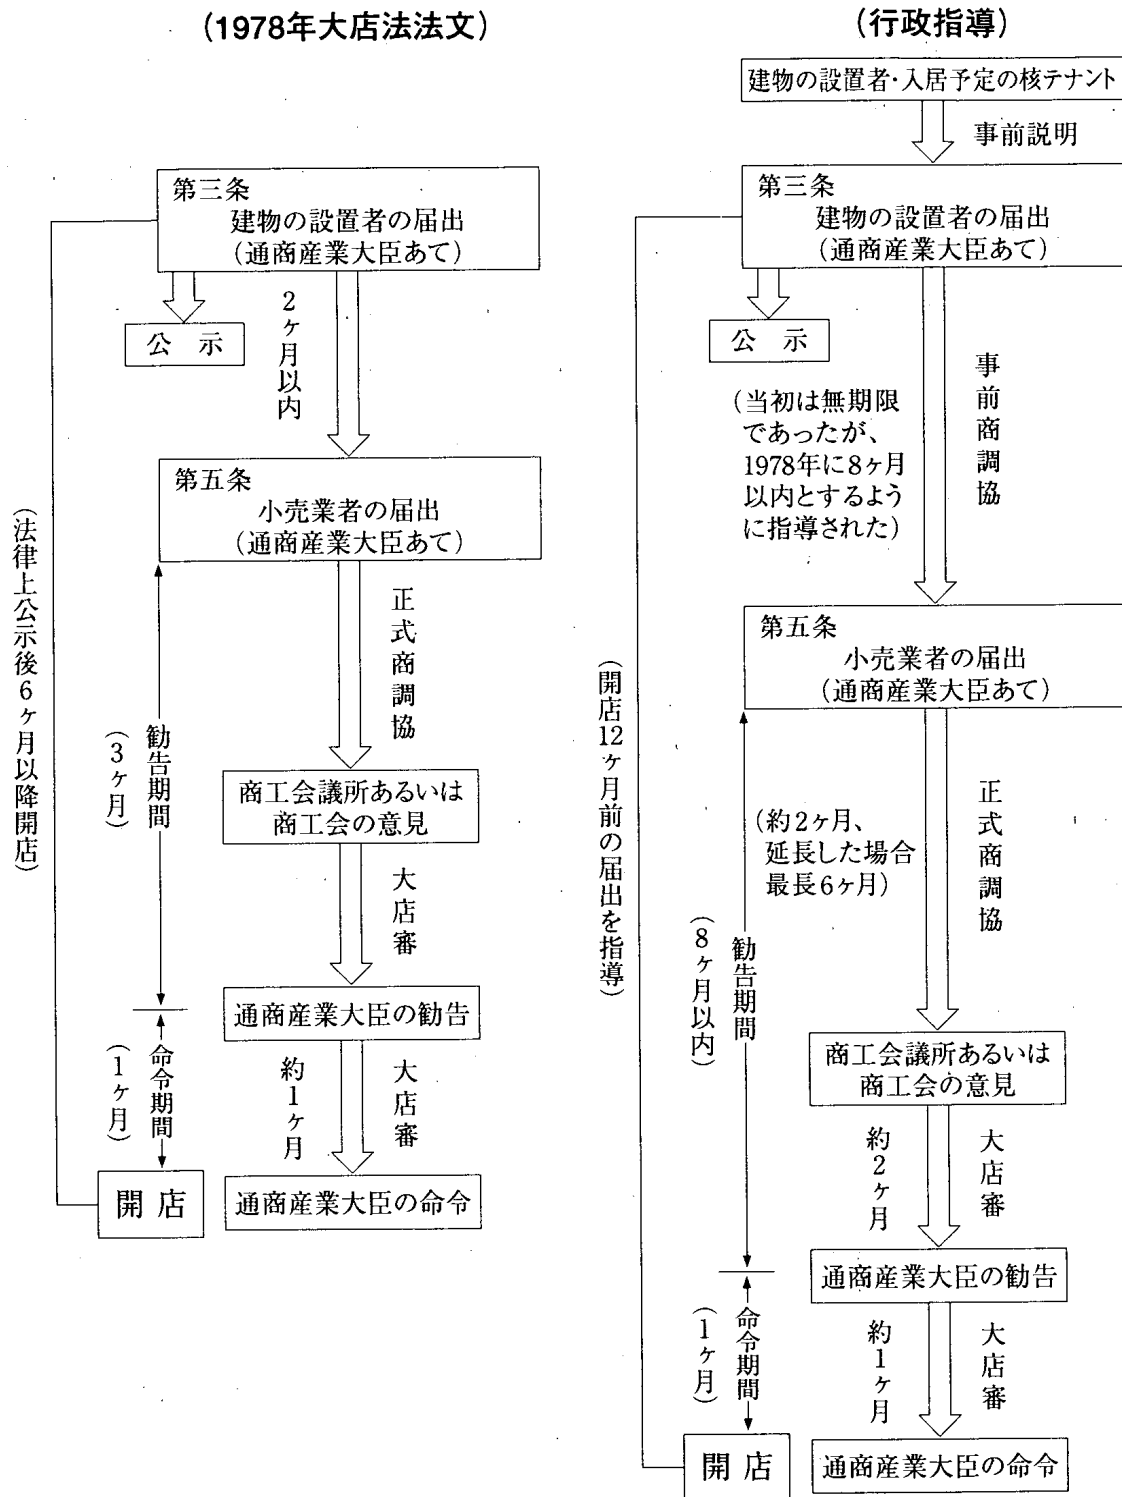 (1978年大店法法文)
第三条
建物の設置者の届出
(通商産業大臣あて)
公 示
2ヶ月以内
第五条
小売業者の届出
(通商産業大臣あて)
正式商調協
商工会議所あるいは
商工会の意見
大店審
通商産業大臣の勧告
約1ヶ月
大店審
通商産業大臣の命令
勧告期間
(3ヶ月)
命令期間
(1ヶ月)
開 店
(法律上公示後6ヶ月以降開店)
(行政指導)
建物の設置者・入居予定の核テナント
事前説明
第三条
建物の設置者の届出
(通商産業大臣あて)
公 示
事前商調協
(当初は無期限
であったが、
1978年に8ヶ月
以内とするよう
に指導された)
第五条
小売業者の届出
(通商産業大臣あて)
正式商調協
(約2ヶ月、
延長した場合
最長6ヶ月)
商工会議所あるいは
商工会の意見
約2ヶ月
大店審
通商産業大臣の勧告
約1ヶ月
大店審
通商産業大臣の命令
勧告期間
(8ヶ月以内)
命令期間
(1ヶ月)
開 店
(開店12ヶ月前の届出を指導)